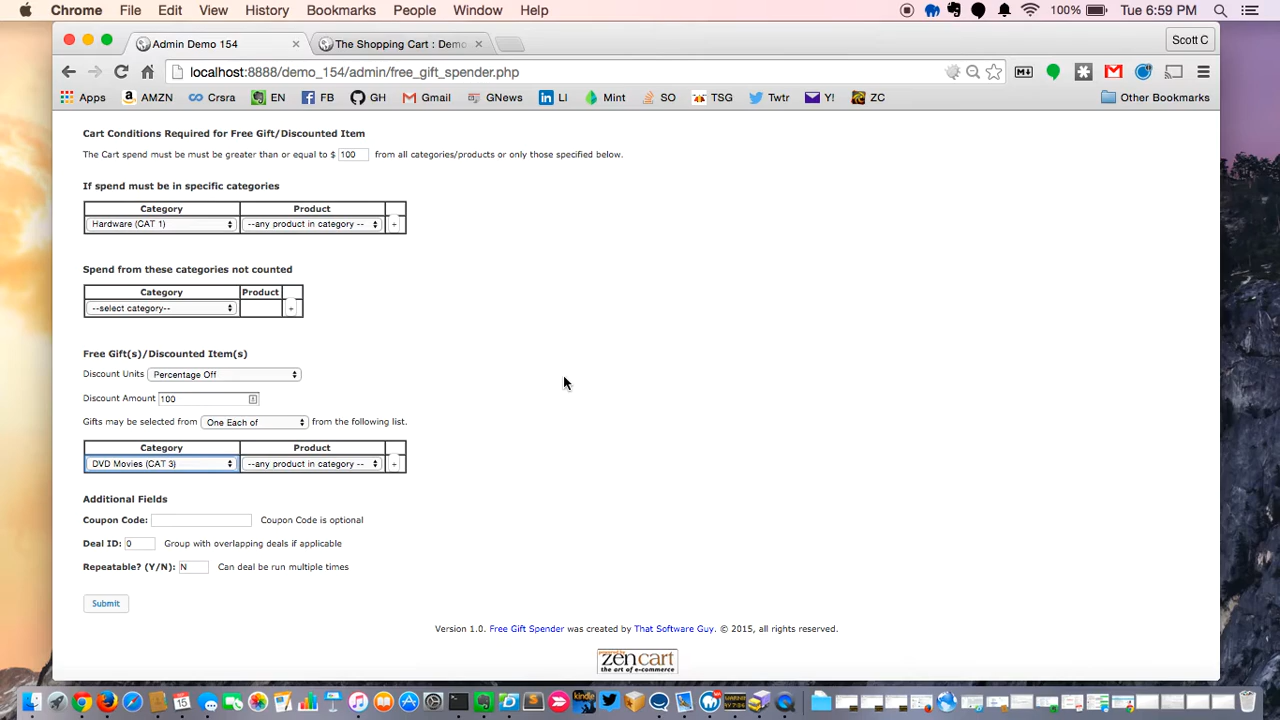 Chrome File Edit View History Bookmarks People Window Help 100% Tue 6:59 PM
Admin Demo 154 The Shopping Cart : Demo Scott C
localhost:8888/demo_154/admin/free_gift_spender.php
Apps AMZN Crsra EN FB GH Gmail GNews LI Mint SO TSG Twtr Y! ZC Other Bookmarks
Cart Conditions Required for Free Gift/Discounted Item
The Cart spend must be must be greater than or equal to $ 100 from all categories/products or only those specified below.
If spend must be in specific categories
Category Product
Hardware (CAT 1) --any product in category -- +
Spend from these categories not counted
Category Product
--select category-- +
Free Gift(s)/Discounted Item(s)
Discount Units Percentage Off
Discount Amount 100
Gifts may be selected from One Each of from the following list.
Category Product
DVD Movies (CAT 3) --any product in category -- +
Additional Fields
Coupon Code: Coupon Code is optional
Deal ID: 0 Group with overlapping deals if applicable
Repeatable? (Y/N): N Can deal be run multiple times
Submit
Version 1.0. Free Gift Spender was created by That Software Guy. © 2015, all rights reserved.
zencart
the art of e-commerce